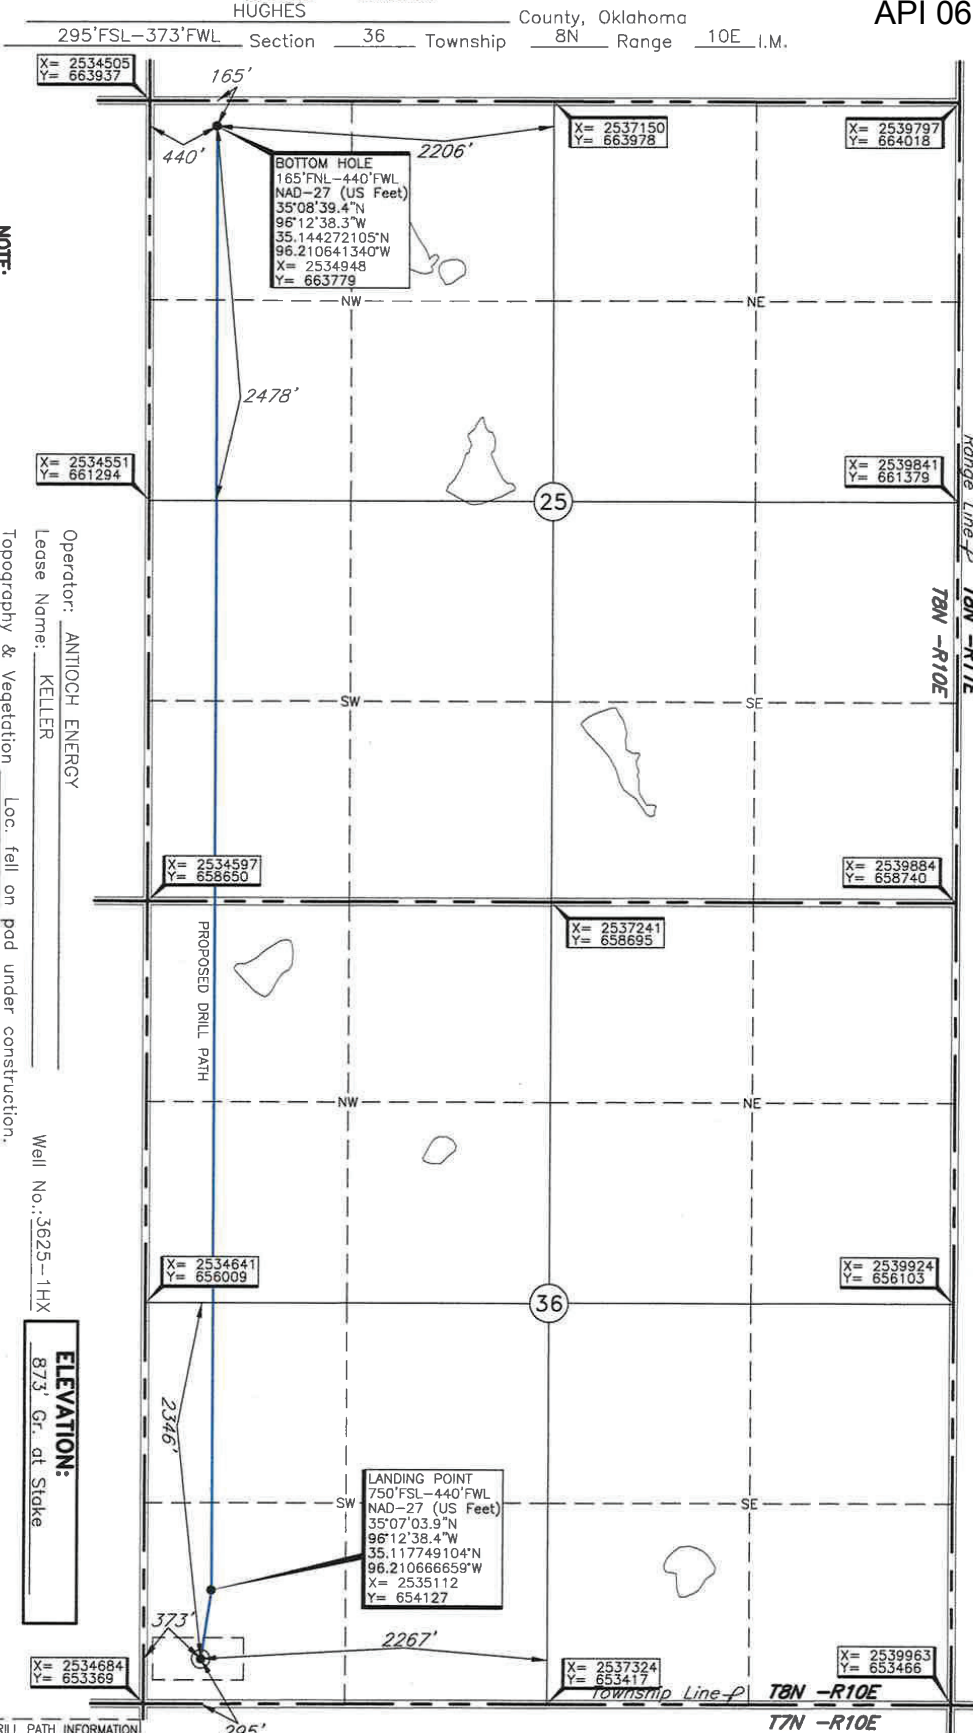 API 06
HUGHES County, Oklahoma
295'FSL-373'FWL Section 36 Township 8N Range 10E I.M.
X= 2534505
Y= 663937
165'
440'
2206'
X= 2537150
Y= 663978
X= 2539797
Y= 664018
BOTTOM HOLE
165'FNL-440'FWL
NAD-27 (US Feet)
35°08'39.4"N
96°12'38.3"W
35.144272105°N
96.210641340°W
X= 2534948
Y= 663779
NOTE:
NW
NE
2478'
X= 2534551
Y= 661294
25
X= 2539841
Y= 661379
Range Line
T8N -R11E
T8N -R10E
Operator: ANTIOCH ENERGY
Lease Name: KELLER
Well No.: 3625-1HX
Topography & Vegetation Loc. fell on pad under construction.
SW
SE
X= 2534597
Y= 658650
X= 2539884
Y= 658740
X= 2537241
Y= 658695
PROPOSED DRILL PATH
NW
NE
X= 2534641
Y= 656009
36
X= 2539924
Y= 656103
ELEVATION:
873' Gr. at Stake
2346'
LANDING POINT
750'FSL-440'FWL
NAD-27 (US Feet)
35°07'03.9"N
96°12'38.4"W
35.117749104°N
96.210666659°W
X= 2535112
Y= 654127
SW
SE
373'
2267'
X= 2534684
Y= 653369
X= 2537324
Y= 653417
X= 2539963
Y= 653466
Township Line
T8N -R10E
T7N -R10E
295'
PATH INFORMATION